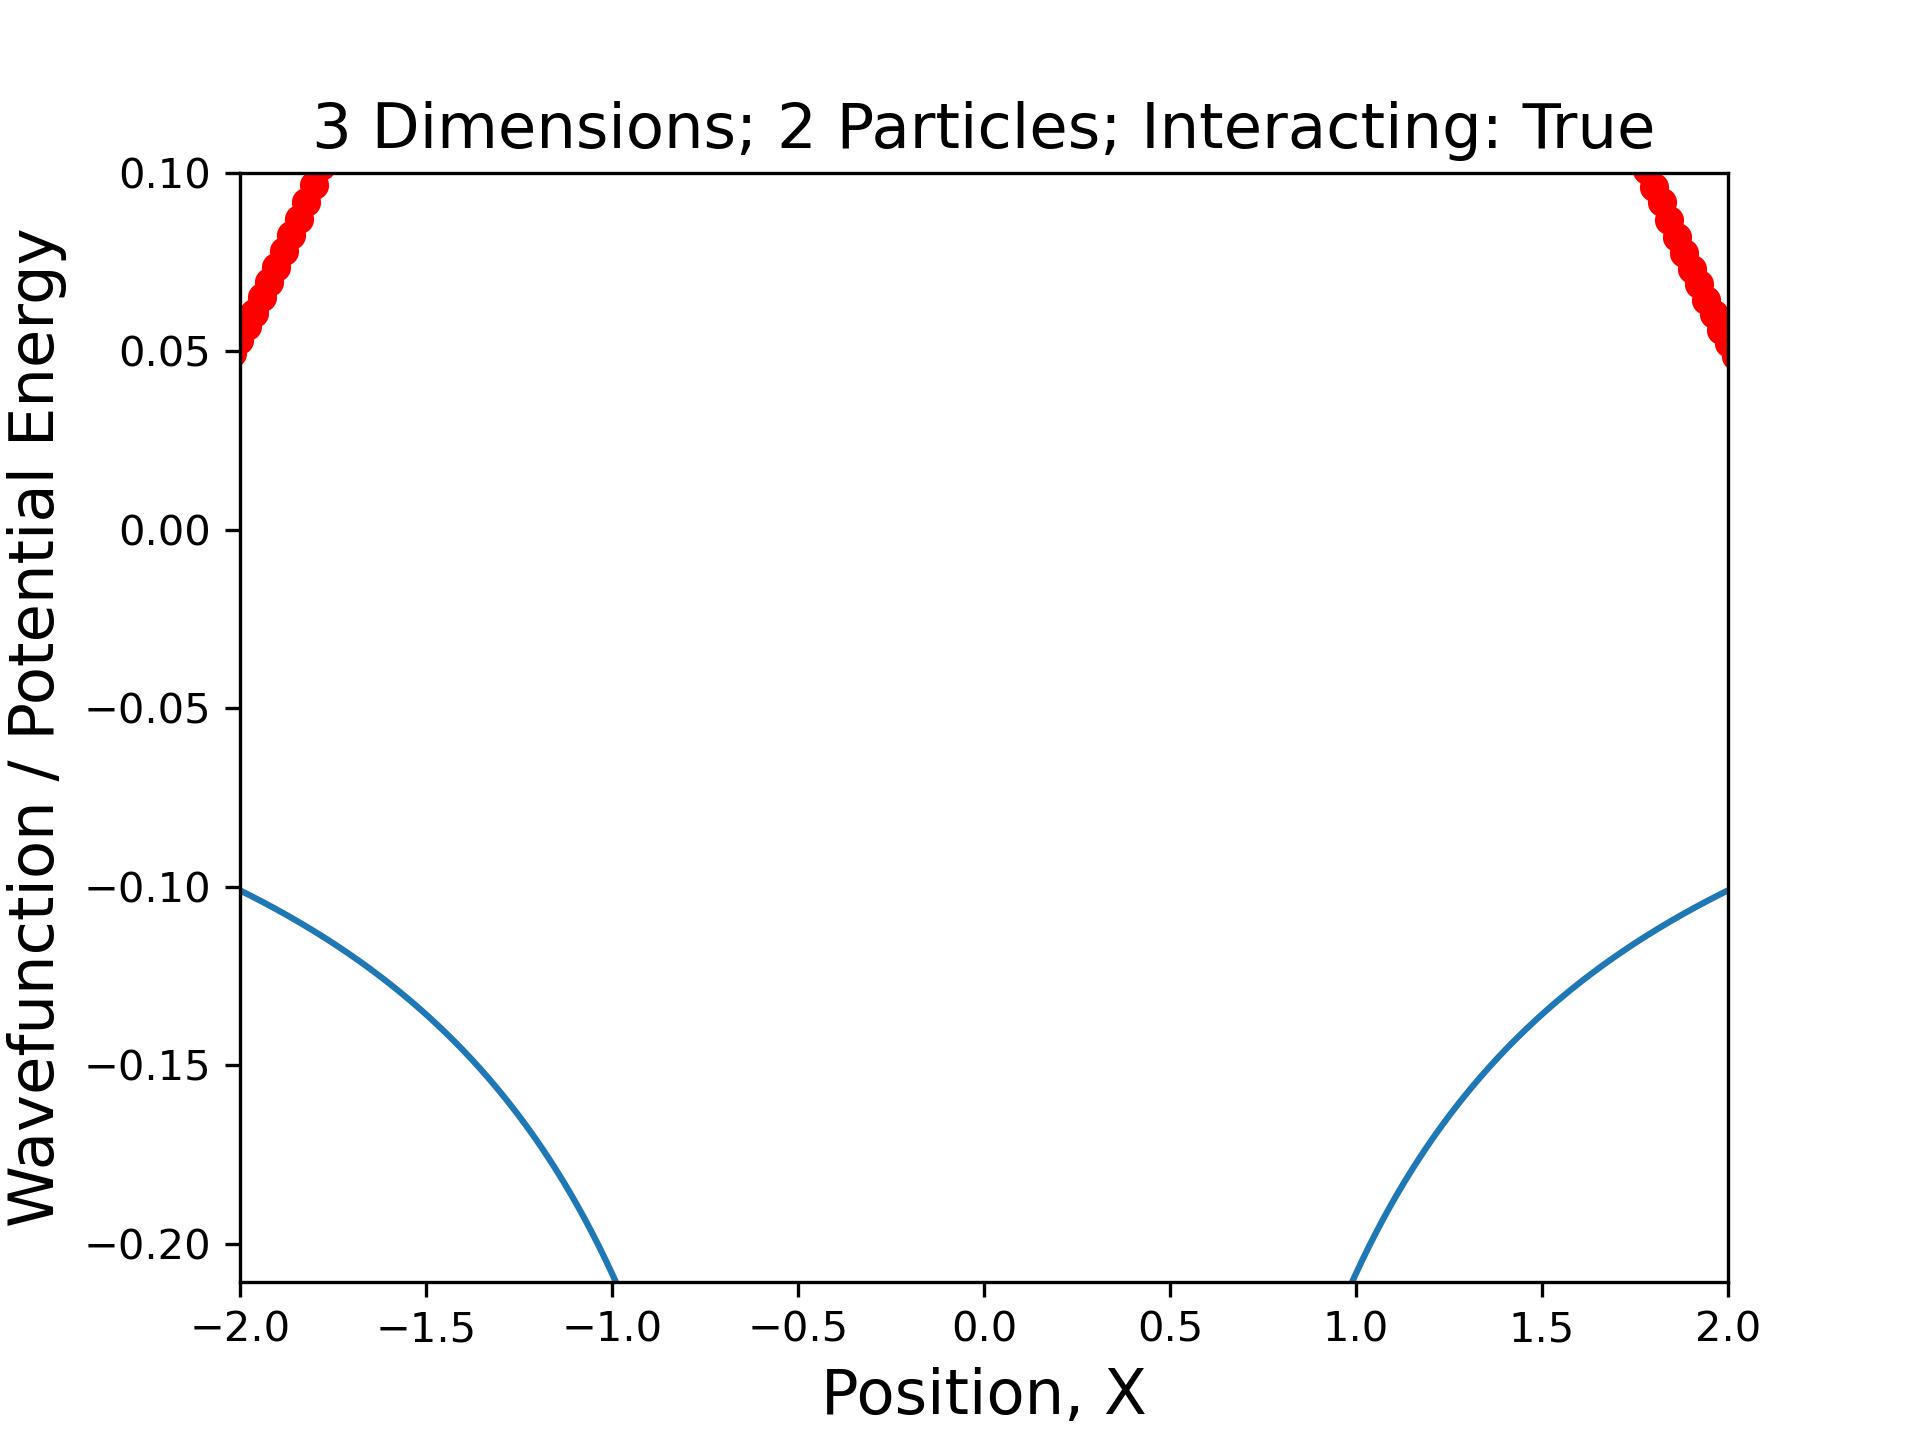 3 Dimensions; 2 Particles; Interacting: True
0.10
0.05
0.00
−0.05
−0.10
−0.15
−0.20
Wavefunction / Potential Energy
−2.0 −1.5 −1.0 −0.5 0.0 0.5 1.0 1.5 2.0
Position, X